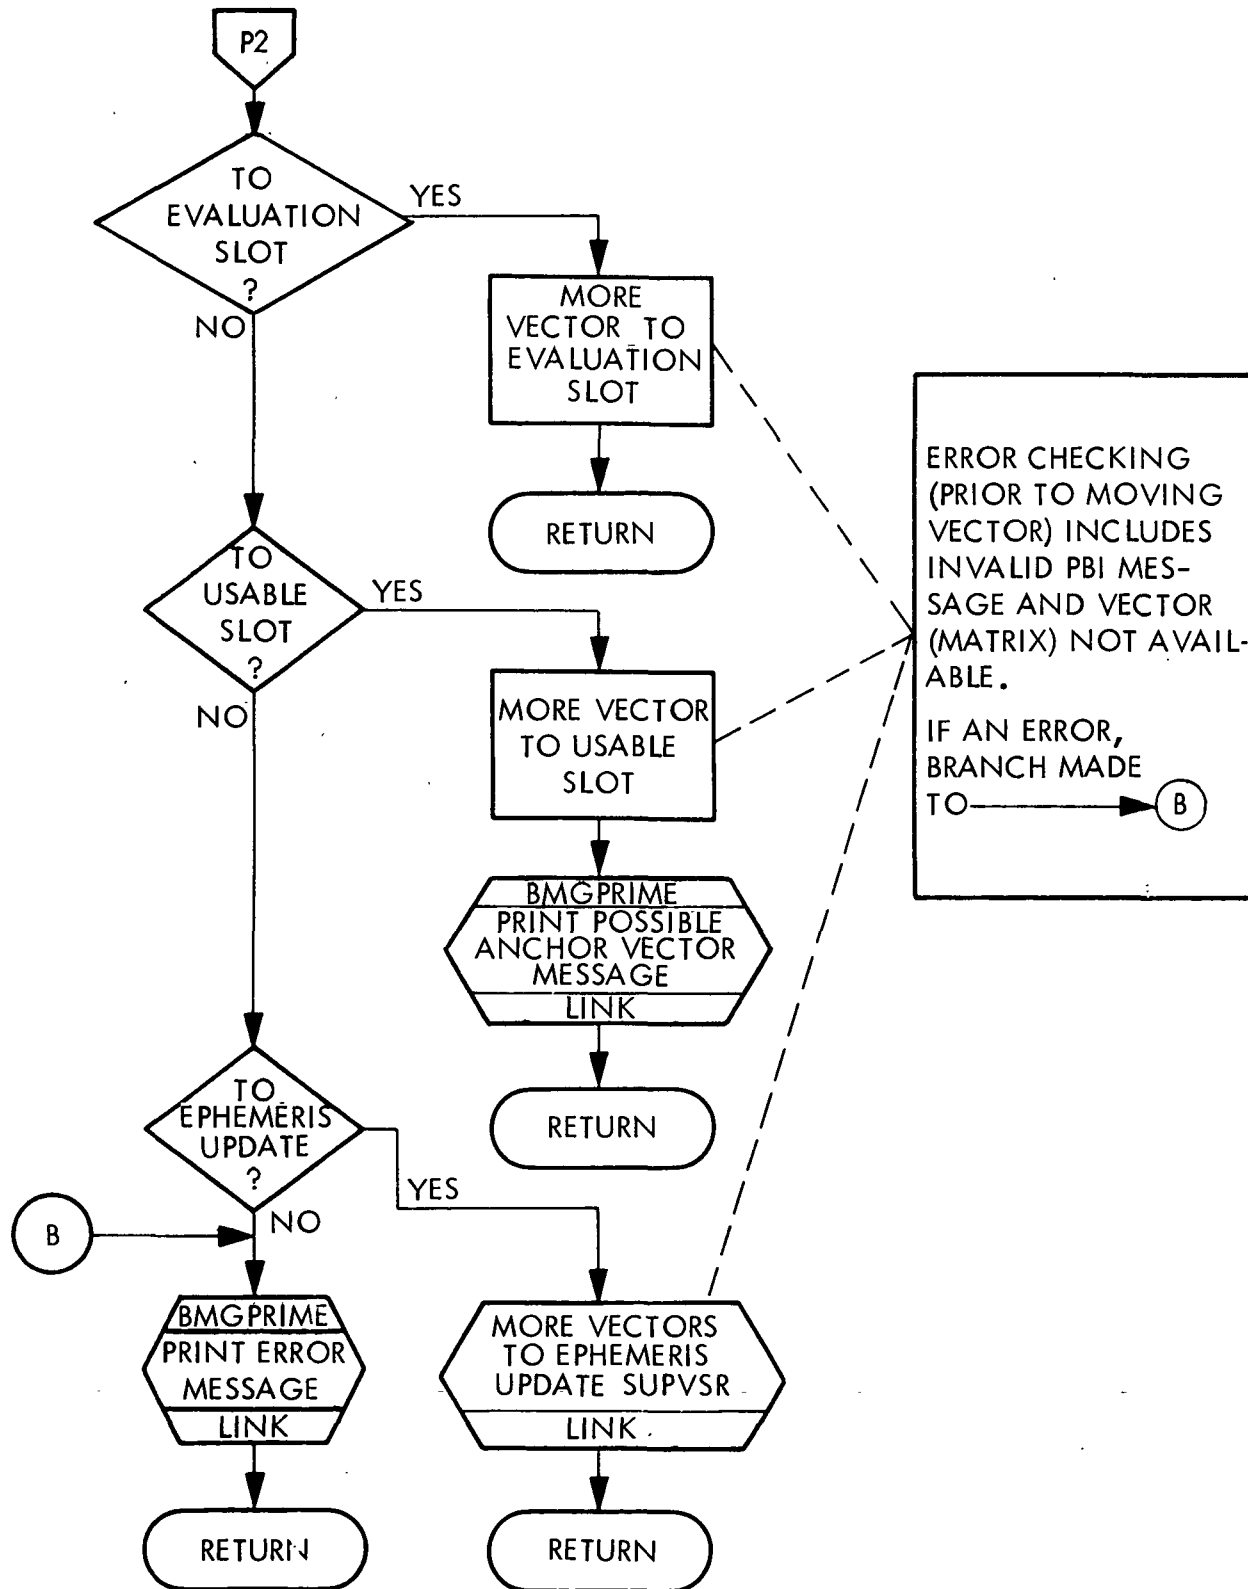 P2
TO
EVALUATION
SLOT
?
YES
NO
MORE
VECTOR TO
EVALUATION
SLOT
RETURN
TO
USABLE
SLOT
?
YES
NO
MORE VECTOR
TO USABLE
SLOT
BMGPRIME
PRINT POSSIBLE
ANCHOR VECTOR
MESSAGE
LINK
RETURN
ERROR CHECKING
(PRIOR TO MOVING
VECTOR) INCLUDES
INVALID PBI MES-
SAGE AND VECTOR
(MATRIX) NOT AVAIL-
ABLE.
IF AN ERROR,
BRANCH MADE
TO B
TO
EPHEMERIS
UPDATE
?
YES
NO
B
BMGPRIME
PRINT ERROR
MESSAGE
LINK
RETURN
MORE VECTORS
TO EPHEMERIS
UPDATE SUPVSR
LINK
RETURN